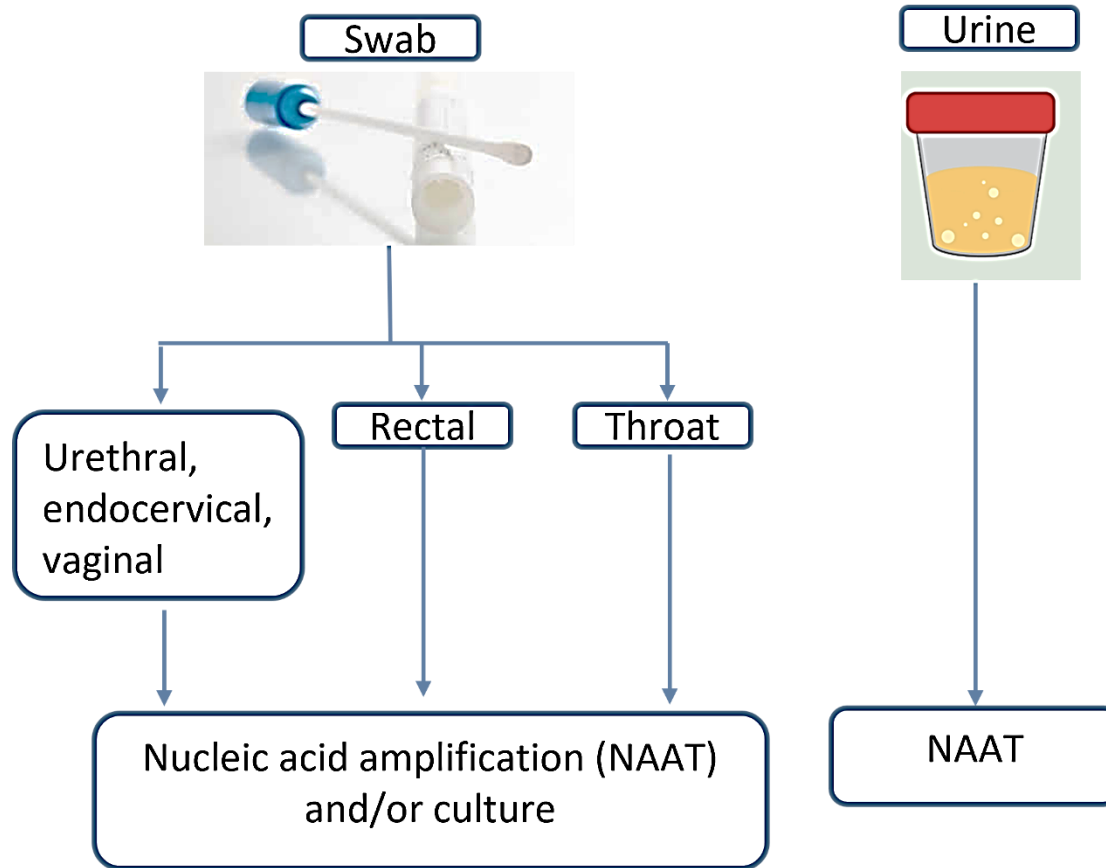 Swab
Urine
Urethral,
endocervical,
vaginal
Rectal
Throat
Nucleic acid amplification (NAAT)
and/or culture
NAAT